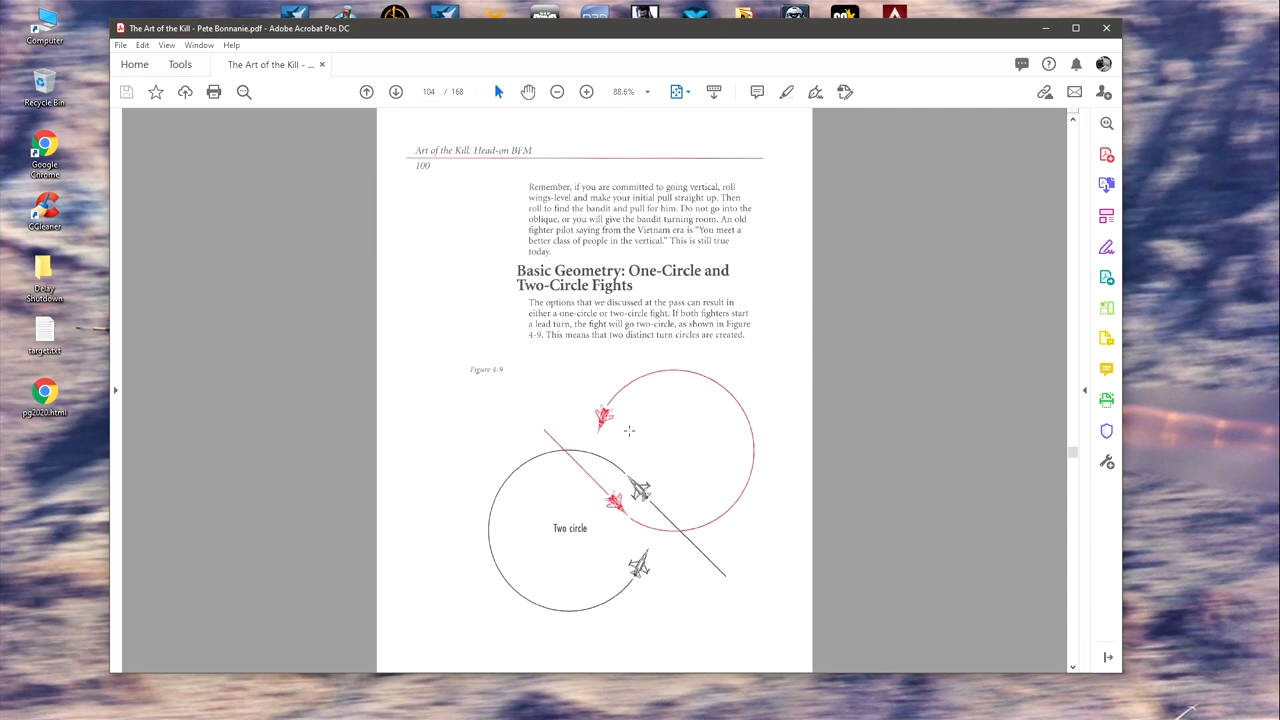 The Art of the Kill - Pete Bonnanie.pdf - Adobe Acrobat Pro DC
File Edit View Window Help
Home Tools The Art of the Kill - ... ×
104 / 168 88.6%
Computer
Recycle Bin
Google Chrome
CCleaner
Delay Shutdown
target.txt
pg2020.html
Art of the Kill: Head-on BFM
100
Remember, if you are committed to going vertical, roll
wings-level and make your initial pull straight up. Then
roll to find the bandit and pull for him. Do not go into the
oblique, or you will give the bandit turning room. An old
fighter pilot saying from the Vietnam era is “You meet a
better class of people in the vertical.” This is still true
today.
Basic Geometry: One-Circle and
Two-Circle Fights
The options that we discussed at the pass can result in
either a one-circle or two-circle fight. If both fighters start
a lead turn, the fight will go two-circle, as shown in Figure
4-9. This means that two distinct turn circles are created.
Figure 4-9
Two circle